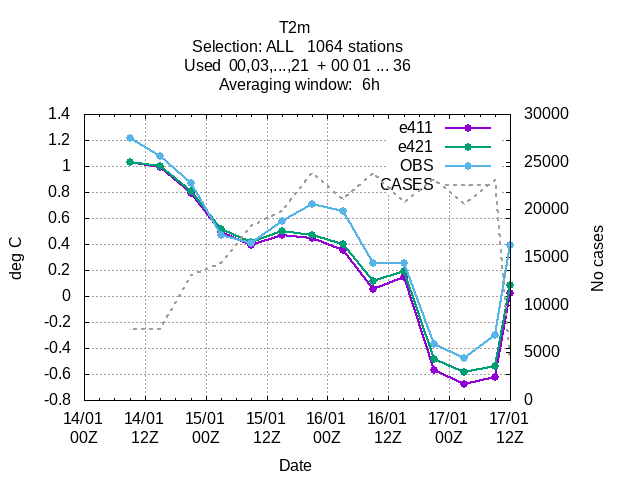 T2m
Selection: ALL   1064 stations
Used  00,03,...,21  + 00 01 ... 36
Averaging window:  6h
e411
e421
OBS
CASES
deg C
1.4
1.2
1
0.8
0.6
0.4
0.2
0
-0.2
-0.4
-0.6
-0.8
30000
25000
20000
15000
10000
5000
0
No cases
14/01 14/01 15/01 15/01 16/01 16/01 17/01 17/01
00Z 12Z 00Z 12Z 00Z 12Z 00Z 12Z
Date